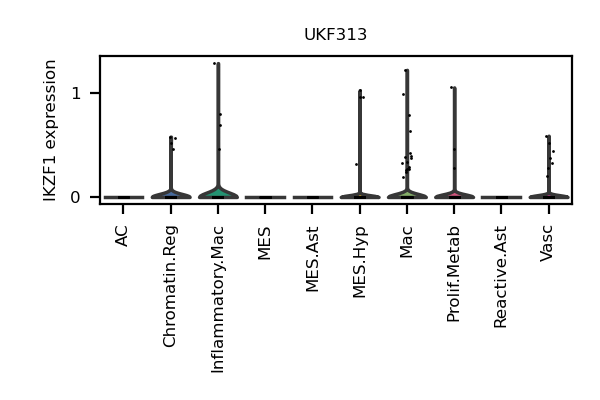 UKF313
IKZF1 expression
1
0
AC
Chromatin.Reg
Inflammatory.Mac
MES
MES.Ast
MES.Hyp
Mac
Prolif.Metab
Reactive.Ast
Vasc